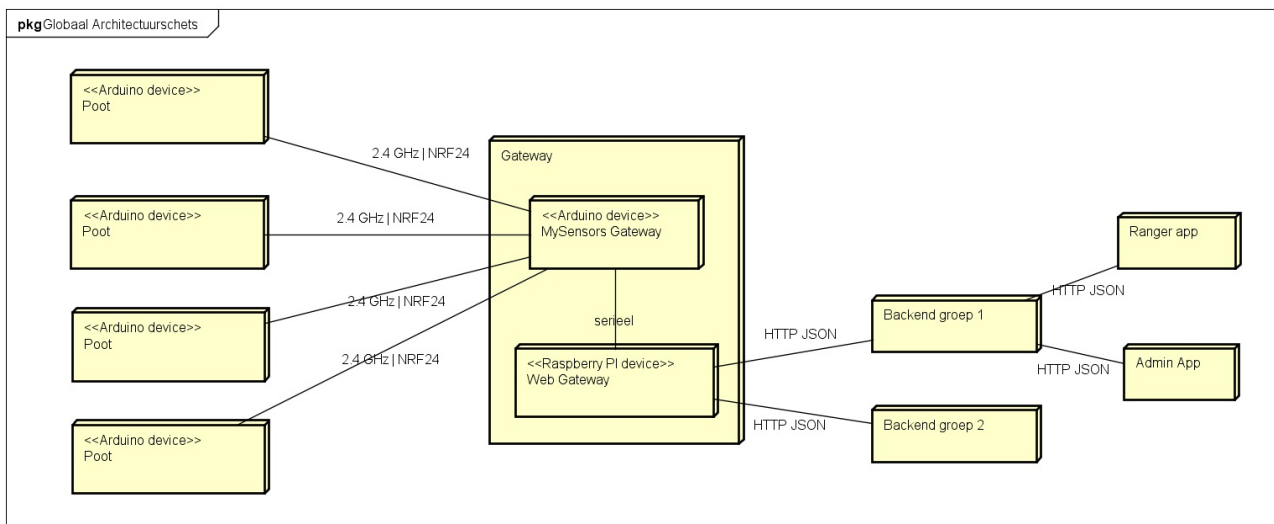 pkg Globaal Architectuurschets
<<Arduino device>>
Poot
2.4 GHz | NRF24
<<Arduino device>>
Poot
2.4 GHz | NRF24
<<Arduino device>>
Poot
2.4 GHz | NRF24
<<Arduino device>>
Poot
2.4 GHz | NRF24
Gateway
<<Arduino device>>
MySensors Gateway
serieel
<<Raspberry PI device>>
Web Gateway
HTTP JSON
HTTP JSON
Backend groep 1
Backend groep 2
HTTP JSON
HTTP JSON
Ranger app
Admin App